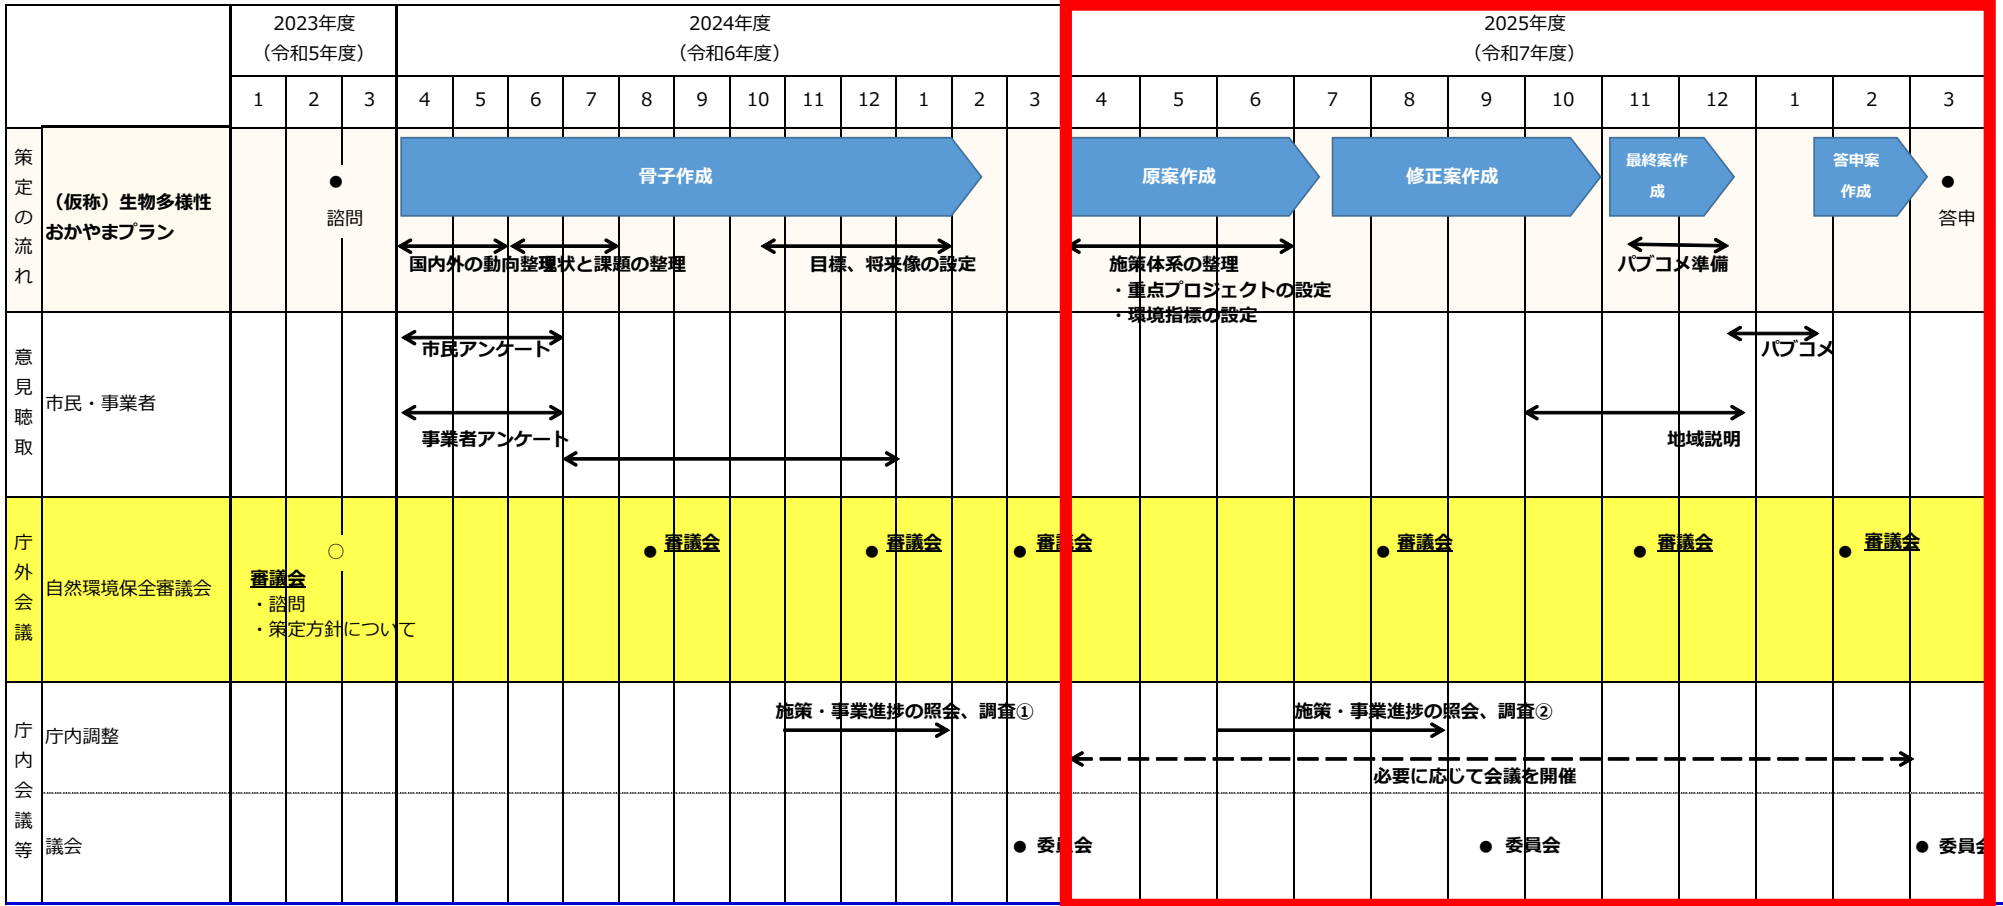 2023年度
（令和5年度）
2024年度
（令和6年度）
2025年度
（令和7年度）
1 2 3 4 5 6 7 8 9 10 11 12 1 2 3 4 5 6 7 8 9 10 11 12 1 2 3
策定の流れ
（仮称）生物多様性
おかやまプラン
●
諮問
骨子作成
原案作成
修正案作成
最終案作
成
答申案
作成
●
答申
国内外の動向整理
現状と課題の整理
目標、将来像の設定
施策体系の整理
・重点プロジェクトの設定
・環境指標の設定
パブコメ準備
意見聴取
市民・事業者
市民アンケート
パブコメ
事業者アンケート
地域説明
庁外会議
自然環境保全審議会
○
審議会
・諮問
・策定方針について
● 審議会
● 審議会
● 審議会
● 審議会
● 審議会
● 審議会
庁内会議等
庁内調整
施策・事業進捗の照会、調査①
施策・事業進捗の照会、調査②
必要に応じて会議を開催
議会
● 委員会
● 委員会
● 委員会